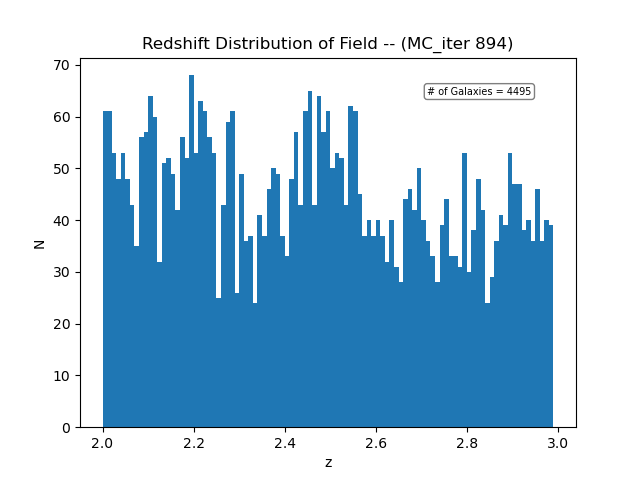 Redshift Distribution of Field -- (MC_iter 894)
# of Galaxies = 4495
70
60
50
40
30
20
10
0
N
2.0 2.2 2.4 2.6 2.8 3.0
z